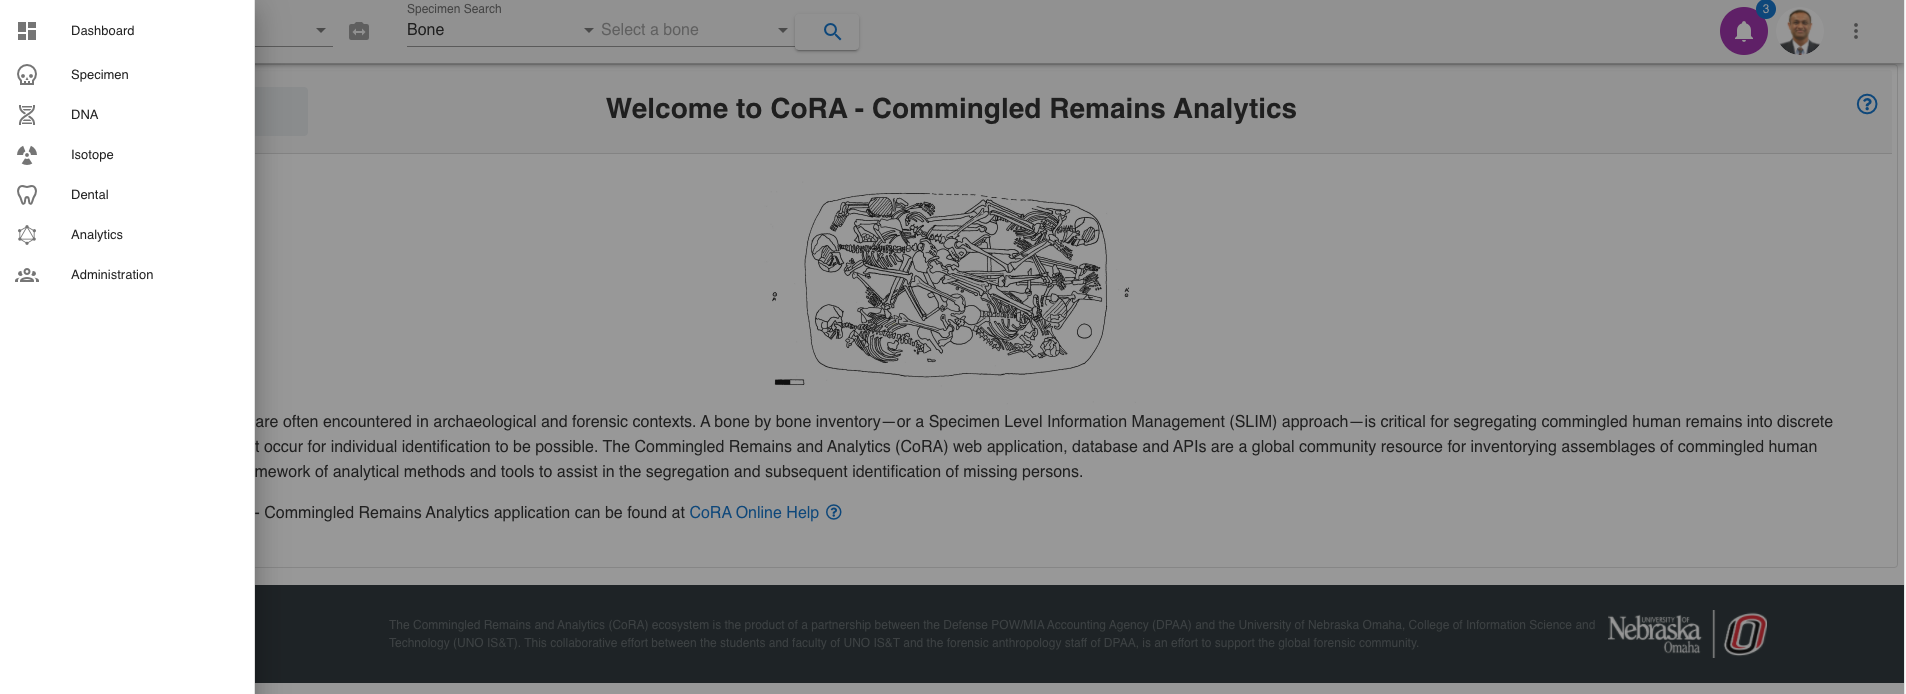 Dashboard
Specimen
DNA
Isotope
Dental
Analytics
Administration
Specimen Search
Bone
Select a bone
3
Welcome to CoRA - Commingled Remains Analytics
are often encountered in archaeological and forensic contexts. A bone by bone inventory—or a Specimen Level Information Management (SLIM) approach—is critical for segregating commingled human remains into discrete
t occur for individual identification to be possible. The Commingled Remains and Analytics (CoRA) web application, database and APIs are a global community resource for inventorying assemblages of commingled human
mework of analytical methods and tools to assist in the segregation and subsequent identification of missing persons.
- Commingled Remains Analytics application can be found at CoRA Online Help
The Commingled Remains and Analytics (CoRA) ecosystem is the product of a partnership between the Defense POW/MIA Accounting Agency (DPAA) and the University of Nebraska Omaha, College of Information Science and
Technology (UNO IS&T). This collaborative effort between the students and faculty of UNO IS&T and the forensic anthropology staff of DPAA, is an effort to support the global forensic community.
UNIVERSITY OF
Nebraska
Omaha
O